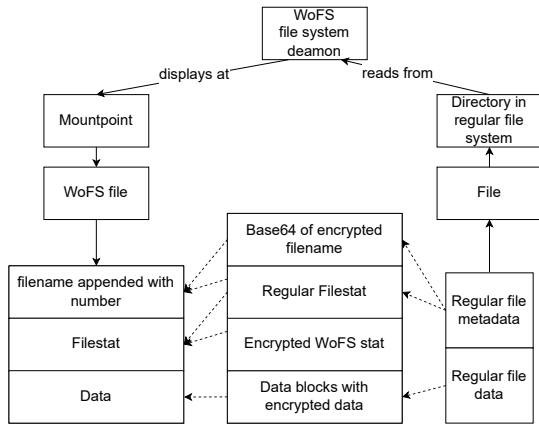 WoFS
file system
deamon
displays at
reads from
Mountpoint
Directory in
regular file
system
WoFS file
File
Base64 of encrypted
filename
filename appended with
number
Regular Filestat
Regular file
metadata
Filestat
Encrypted WoFS stat
Data
Data blocks with
encrypted data
Regular file
data